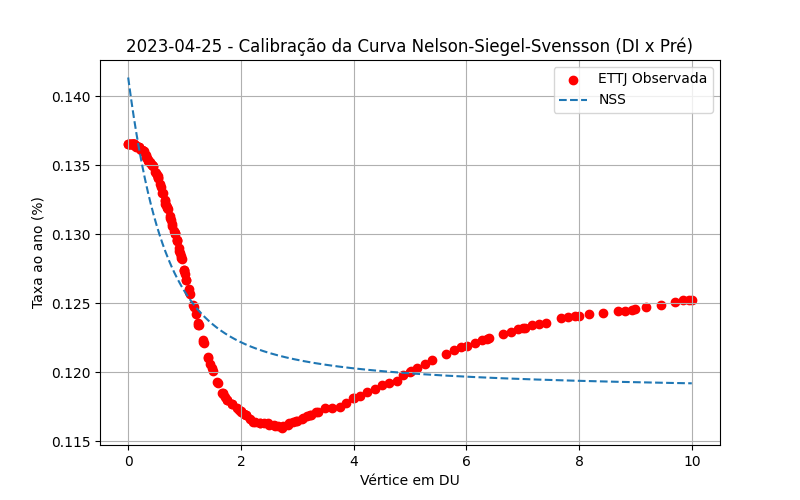 2023-04-25 - Calibração da Curva Nelson-Siegel-Svensson (DI x Pré)
ETTJ Observada
NSS
Taxa ao ano (%)
0.140
0.135
0.130
0.125
0.120
0.115
0 2 4 6 8 10
Vértice em DU